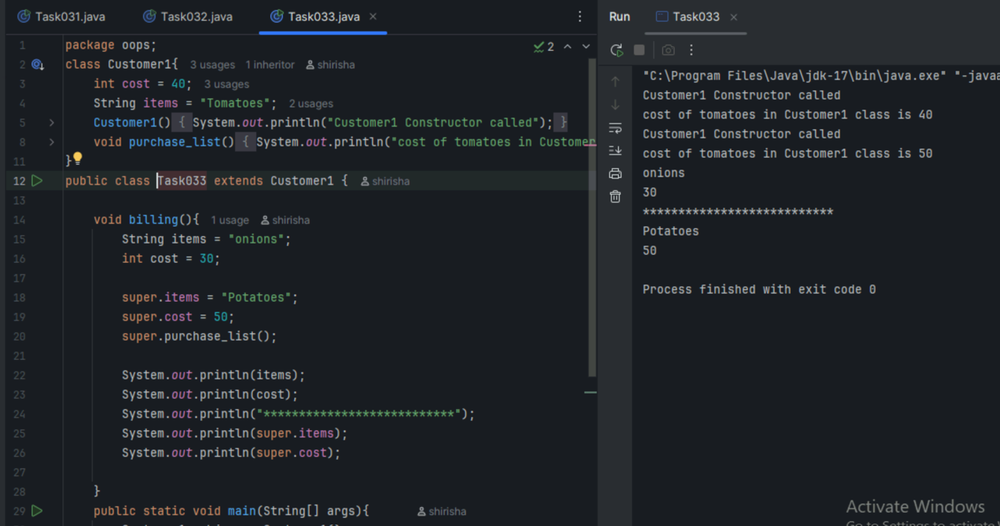 Task031.java Task032.java Task033.java
1 package oops; 2
2 class Customer1{ 3 usages 1 inheritor shirisha
3 int cost = 40; 3 usages
4 String items = "Tomatoes"; 2 usages
5 Customer1() { System.out.println("Customer1 Constructor called"); }
8 void purchase_list() { System.out.println("cost of tomatoes in Customer
11 }
12 public class Task033 extends Customer1 { shirisha
13
14 void billing(){ 1 usage shirisha
15 String items = "onions";
16 int cost = 30;
17
18 super.items = "Potatoes";
19 super.cost = 50;
20 super.purchase_list();
21
22 System.out.println(items);
23 System.out.println(cost);
24 System.out.println("***************************");
25 System.out.println(super.items);
26 System.out.println(super.cost);
27
28 }
29 public static void main(String[] args){ shirisha
Run Task033
"C:\Program Files\Java\jdk-17\bin\java.exe" "-javaa
Customer1 Constructor called
cost of tomatoes in Customer1 class is 40
Customer1 Constructor called
cost of tomatoes in Customer1 class is 50
onions
30
***************************
Potatoes
50
Process finished with exit code 0
Activate Windows
Go to Settings to activate